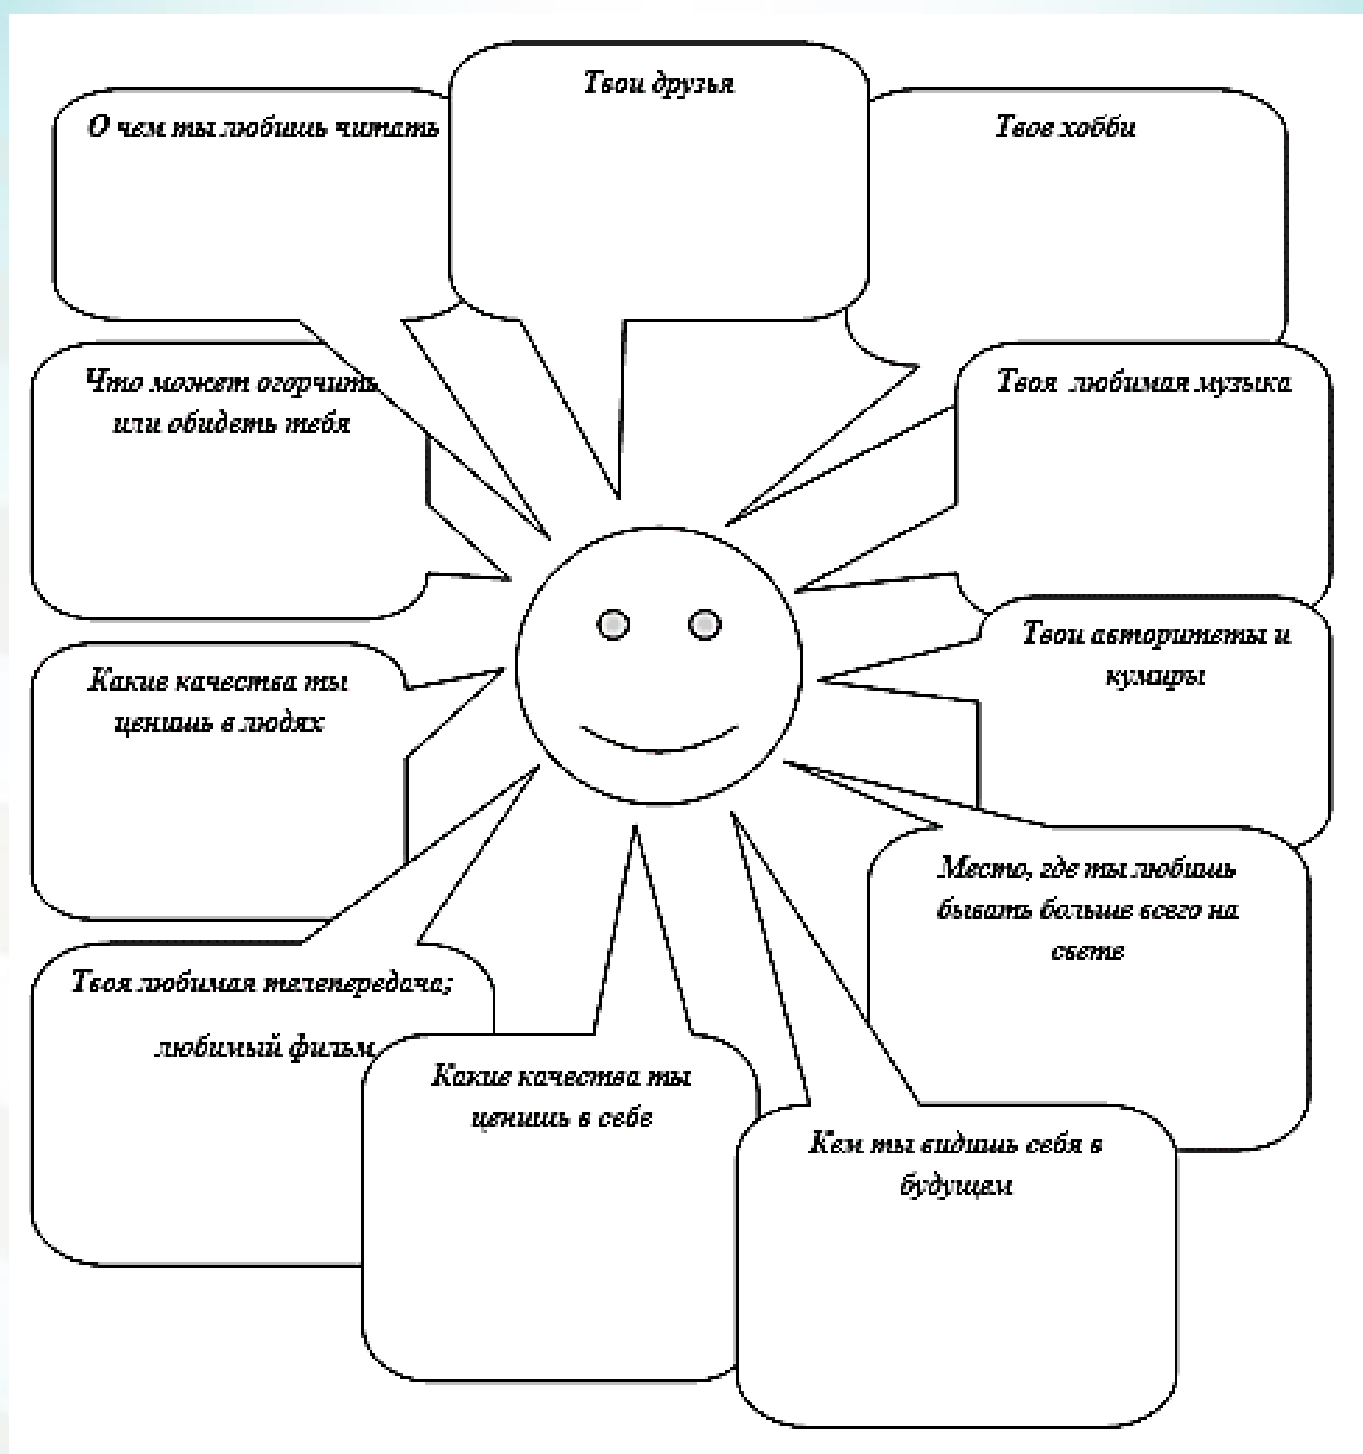 Твои друзья
О чем ты любишь читать
Твое хобби
Что может огорчить
или обидеть тебя
Твоя любимая музыка
Какие качества ты
ценишь в людях
Твои авторитеты и
кумиры
Место, где ты любишь
бывать больше всего на
свете
Твоя любимая телепередача;
любимый фильм
Какие качества ты
ценишь в себе
Кем ты видишь себя в
будущем